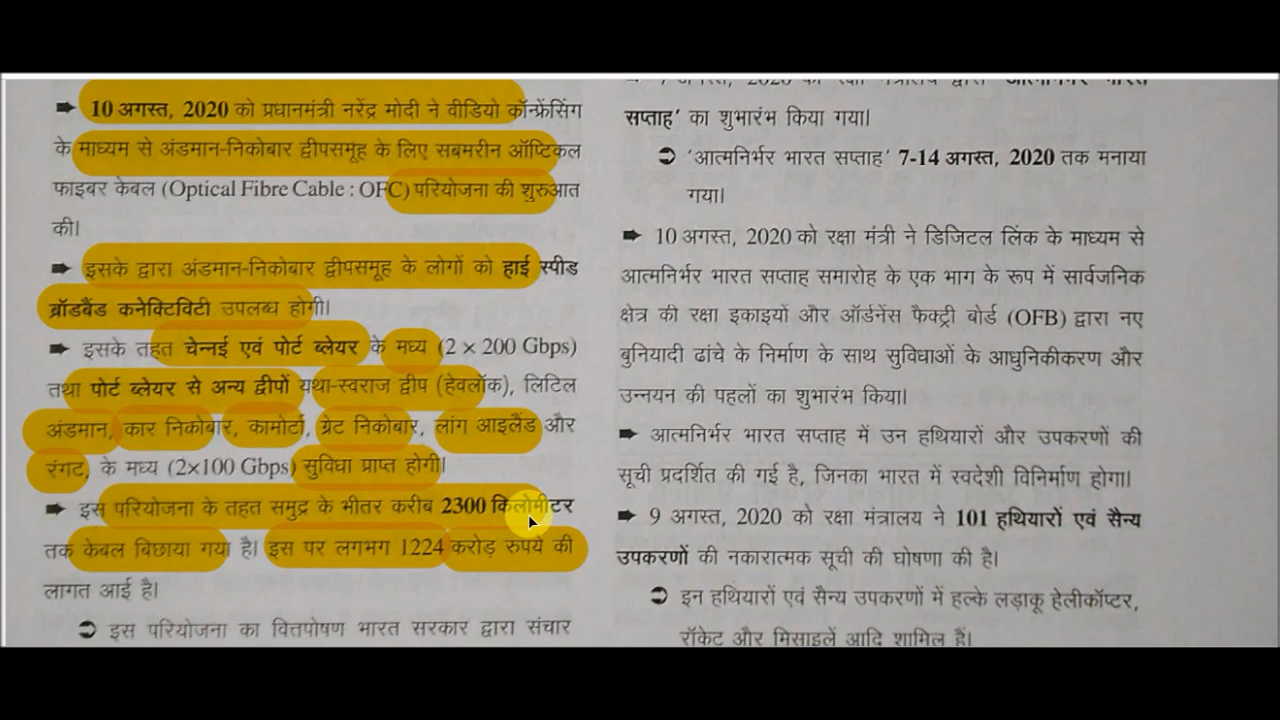 ➨ 10 अगस्त, 2020 को प्रधानमंत्री नरेंद्र मोदी ने वीडियो कॉन्फ्रेंसिंग
के माध्यम से अंडमान-निकोबार द्वीपसमूह के लिए सबमरीन ऑप्टिकल
फाइबर केबल (Optical Fibre Cable : OFC) परियोजना की शुरुआत
की।
➨ इसके द्वारा अंडमान-निकोबार द्वीपसमूह के लोगों को हाई स्पीड
ब्रॉडबैंड कनेक्टिविटी उपलब्ध होगी।
➨ इसके तहत चेन्नई एवं पोर्ट ब्लेयर के मध्य (2 × 200 Gbps)
तथा पोर्ट ब्लेयर से अन्य द्वीपों यथा-स्वराज द्वीप (हेवलॉक), लिटिल
अंडमान, कार निकोबार, कामोर्टा, ग्रेट निकोबार, लांग आइलैंड और
रंगट, के मध्य (2×100 Gbps) सुविधा प्राप्त होगी।
➨ इस परियोजना के तहत समुद्र के भीतर करीब 2300 किलोमीटर
तक केबल बिछाया गया है। इस पर लगभग 1224 करोड़ रुपये की
लागत आई है।
➲ इस परियोजना का वित्तपोषण भारत सरकार द्वारा संचार
अगस्त, 2020 को रक्षा मंत्रालय द्वारा आत्मनिर्भर भारत
सप्ताह’ का शुभारंभ किया गया।
➲ ‘आत्मनिर्भर भारत सप्ताह’ 7-14 अगस्त, 2020 तक मनाया
गया।
➨ 10 अगस्त, 2020 को रक्षा मंत्री ने डिजिटल लिंक के माध्यम से
आत्मनिर्भर भारत सप्ताह समारोह के एक भाग के रूप में सार्वजनिक
क्षेत्र की रक्षा इकाइयों और ऑर्डनेंस फैक्ट्री बोर्ड (OFB) द्वारा नए
बुनियादी ढांचे के निर्माण के साथ सुविधाओं के आधुनिकीकरण और
उन्नयन की पहलों का शुभारंभ किया।
➨ आत्मनिर्भर भारत सप्ताह में उन हथियारों और उपकरणों की
सूची प्रदर्शित की गई है, जिनका भारत में स्वदेशी विनिर्माण होगा।
➨ 9 अगस्त, 2020 को रक्षा मंत्रालय ने 101 हथियारों एवं सैन्य
उपकरणों की नकारात्मक सूची की घोषणा की है।
➲ इन हथियारों एवं सैन्य उपकरणों में हल्के लड़ाकू हेलीकॉप्टर,
रॉकेट और मिसाइलें आदि शामिल हैं।